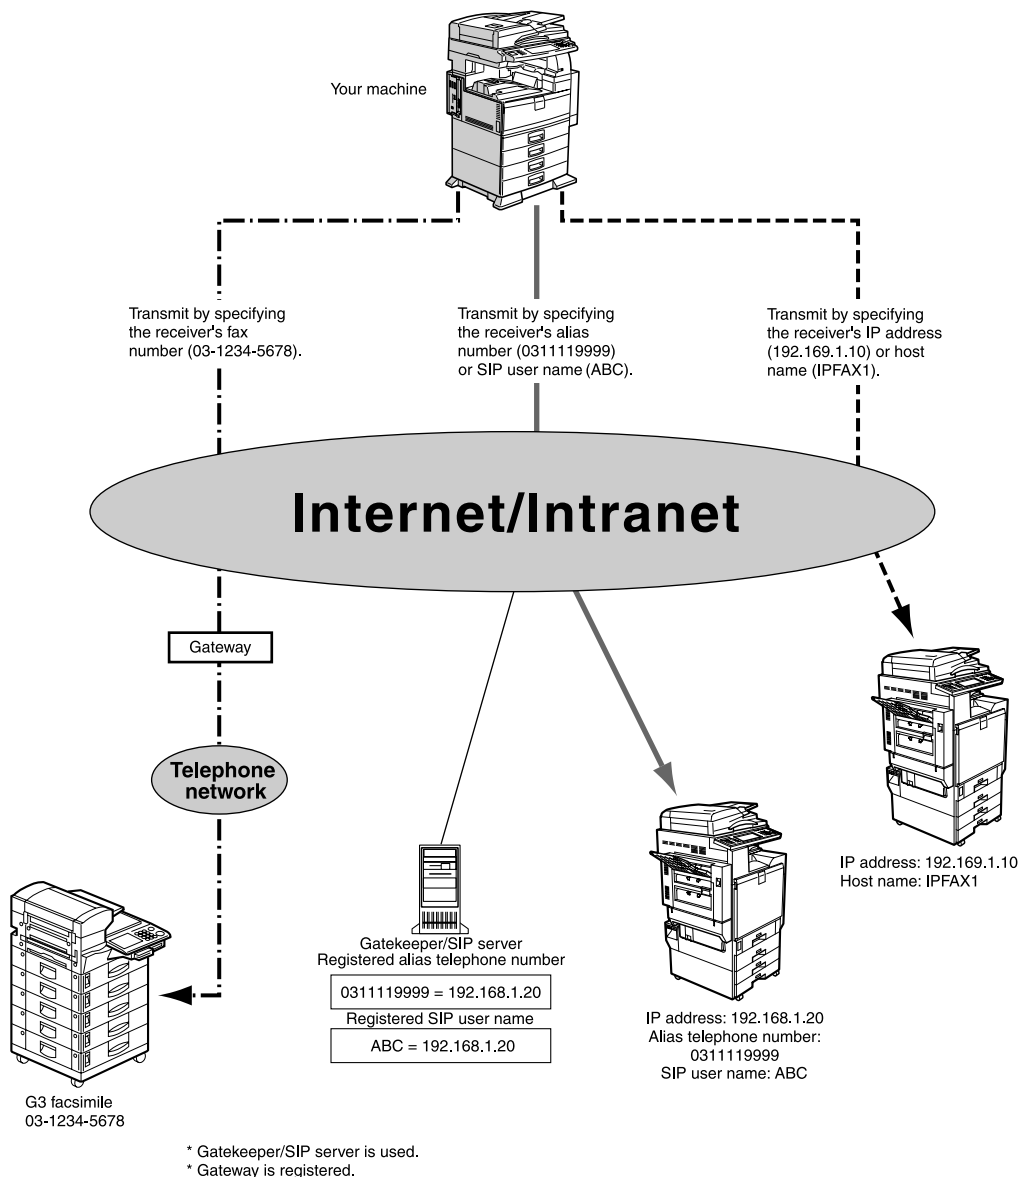 Your machine
Transmit by specifying
the receiver's fax
number (03-1234-5678).
Transmit by specifying
the receiver's alias
number (0311119999)
or SIP user name (ABC).
Transmit by specifying
the receiver's IP address
(192.169.1.10) or host
name (IPFAX1).
Internet/Intranet
Gateway
Telephone
network
IP address: 192.169.1.10
Host name: IPFAX1
Gatekeeper/SIP server
Registered alias telephone number
0311119999 = 192.168.1.20
Registered SIP user name
ABC = 192.168.1.20
IP address: 192.168.1.20
Alias telephone number:
0311119999
SIP user name: ABC
G3 facsimile
03-1234-5678
* Gatekeeper/SIP server is used.
* Gateway is registered.